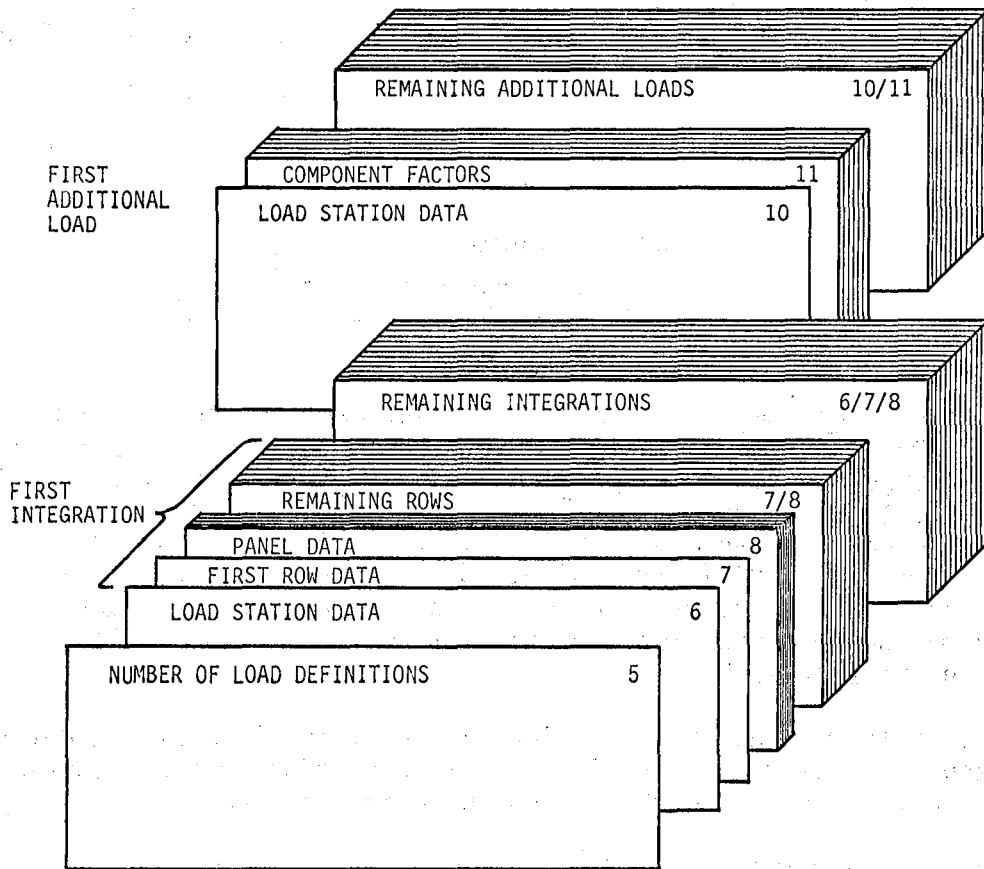 REMAINING ADDITIONAL LOADS 10/11
FIRST
ADDITIONAL
LOAD
COMPONENT FACTORS 11
LOAD STATION DATA 10
REMAINING INTEGRATIONS 6/7/8
FIRST
INTEGRATION
REMAINING ROWS 7/8
PANEL DATA 8
FIRST ROW DATA 7
LOAD STATION DATA 6
NUMBER OF LOAD DEFINITIONS 5